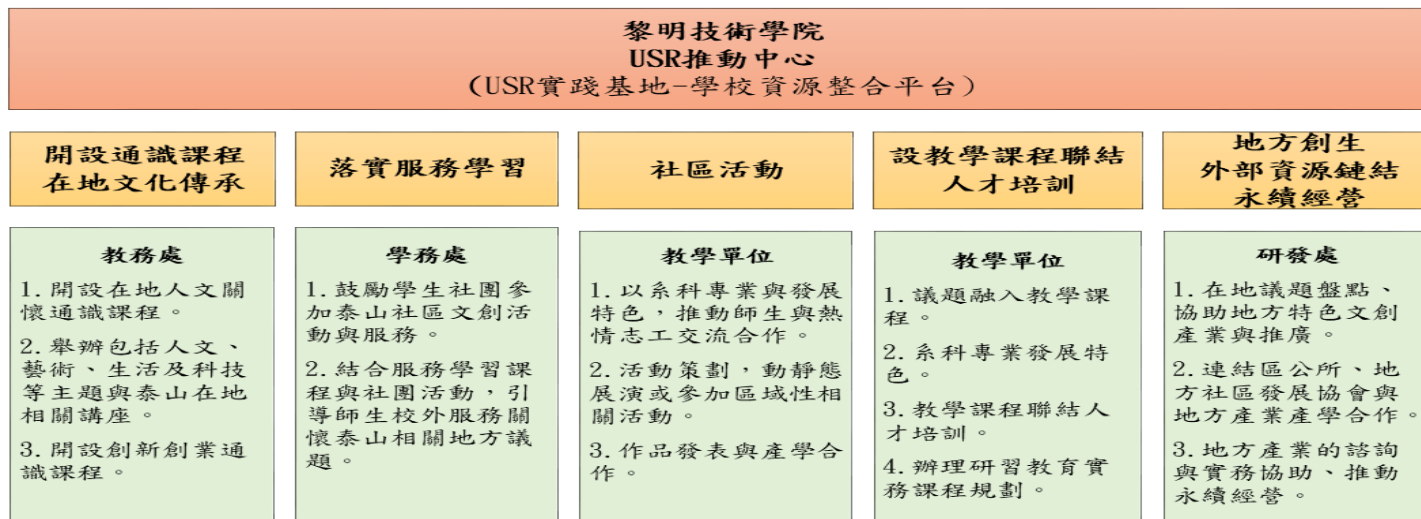 黎明技術學院
USR推動中心
(USR實踐基地-學校資源整合平台)
開設通識課程
在地文化傳承
落實服務學習
社區活動
設教學課程聯結
人才培訓
地方創生
外部資源鏈結
永續經營
教務處
1.開設在地人文關
懷通識課程。
2.舉辦包括人文、
藝術、生活及科技
等主題與泰山在地
相關講座。
3.開設創新創業通
識課程。
學務處
1.鼓勵學生社團參
加泰山社區文創活
動與服務。
2.結合服務學習課
程與社團活動,引
導師生校外服務關
懷泰山相關地方議
題。
教學單位
1.以系科專業與發展
特色,推動師生與熱
情志工交流合作。
2.活動策劃,動靜態
展演或參加區域性相
關活動。
3.作品發表與產學合
作。
教學單位
1.議題融入教學課
程。
2.系科專業發展特
色。
3.教學課程聯結人
才培訓。
4.辦理研習教育實
務課程規劃。
研發處
1.在地議題盤點、
協助地方特色文創
產業與推廣。
2.連結區公所、地
方社區發展協會與
地方產業產學合作。
3.地方產業的諮詢
與實務協助、推動
永續經營。